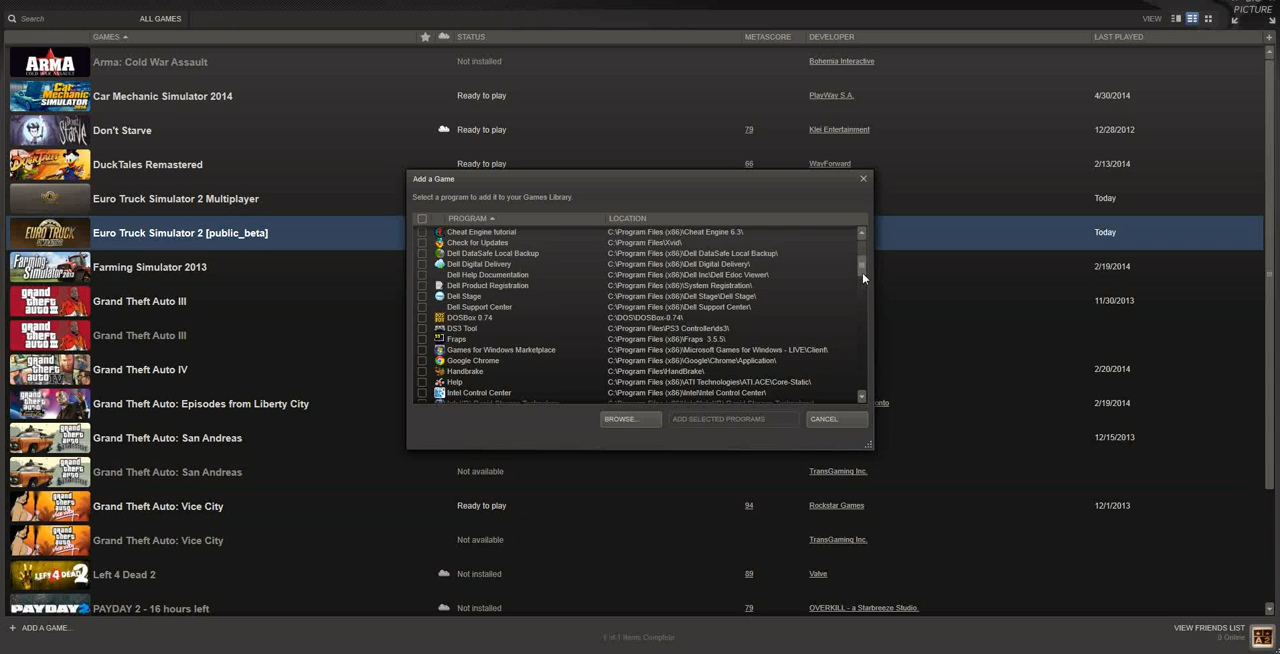 PICTURE
Search ALL GAMES VIEW
GAMES STATUS METASCORE DEVELOPER LAST PLAYED
Arma: Cold War Assault Not installed Bohemia Interactive
Car Mechanic Simulator 2014 Ready to play PlayWay S.A. 4/30/2014
Don't Starve Ready to play 79 Klei Entertainment 12/28/2012
DuckTales Remastered Ready to play 66 WayForward 2/13/2014
Add a Game
Select a program to add it to your Games Library.
Euro Truck Simulator 2 Multiplayer Today
PROGRAM LOCATION
Euro Truck Simulator 2 [public_beta] Today
Cheat Engine tutorial C:\Program Files (x86)\Cheat Engine 6.3\
Check for Updates C:\Program Files (x86)\Xvid\
Dell DataSafe Local Backup C:\Program Files (x86)\Dell DataSafe Local Backup\
Dell Digital Delivery C:\Program Files (x86)\Dell Digital Delivery\
Farming Simulator 2013 2/19/2014
Dell Help Documentation C:\Program Files (x86)\Dell Inc\Dell Edoc Viewer\
Dell Product Registration C:\Program Files (x86)\System Registration\
Dell Stage C:\Program Files (x86)\Dell Stage\Dell Stage\
Grand Theft Auto III 11/30/2013
Dell Support Center C:\Program Files (x86)\Dell Support Center\
DOSBox 0.74 C:\DOS\DOSBox-0.74\
DS3 Tool C:\Program Files\PS3 Controller\ds3\
Grand Theft Auto III
Fraps C:\Program Files (x86)\Fraps 3.5.5\
Games for Windows Marketplace C:\Program Files (x86)\Microsoft Games for Windows - LIVE\Client\
Google Chrome C:\Program Files (x86)\Google\Chrome\Application\
Grand Theft Auto IV 2/20/2014
Handbrake C:\Program Files\HandBrake\
Help C:\Program Files (x86)\ATI Technologies\ATI.ACE\Core-Static\
Intel Control Center C:\Program Files (x86)\Intel\Intel Control Center\
Grand Theft Auto: Episodes from Liberty City 2/19/2014
BROWSE... ADD SELECTED PROGRAMS CANCEL
Grand Theft Auto: San Andreas 12/15/2013
Grand Theft Auto: San Andreas Not available TransGaming Inc.
Grand Theft Auto: Vice City Ready to play 94 Rockstar Games 12/1/2013
Grand Theft Auto: Vice City Not available TransGaming Inc.
Left 4 Dead 2 Not installed 89 Valve
PAYDAY 2 - 16 hours left Not installed 79 OVERKILL - a Starbreeze Studio.
+ ADD A GAME... VIEW FRIENDS LIST
1 of 1 Items Complete 0 Online